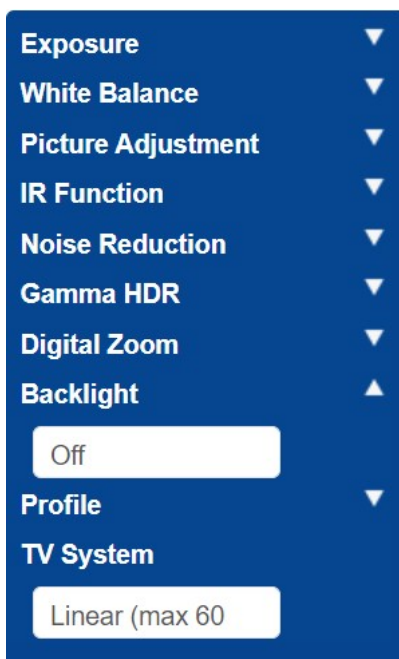 Exposure
White Balance
Picture Adjustment
IR Function
Noise Reduction
Gamma HDR
Digital Zoom
Backlight
Off
Profile
TV System
Linear (max 60